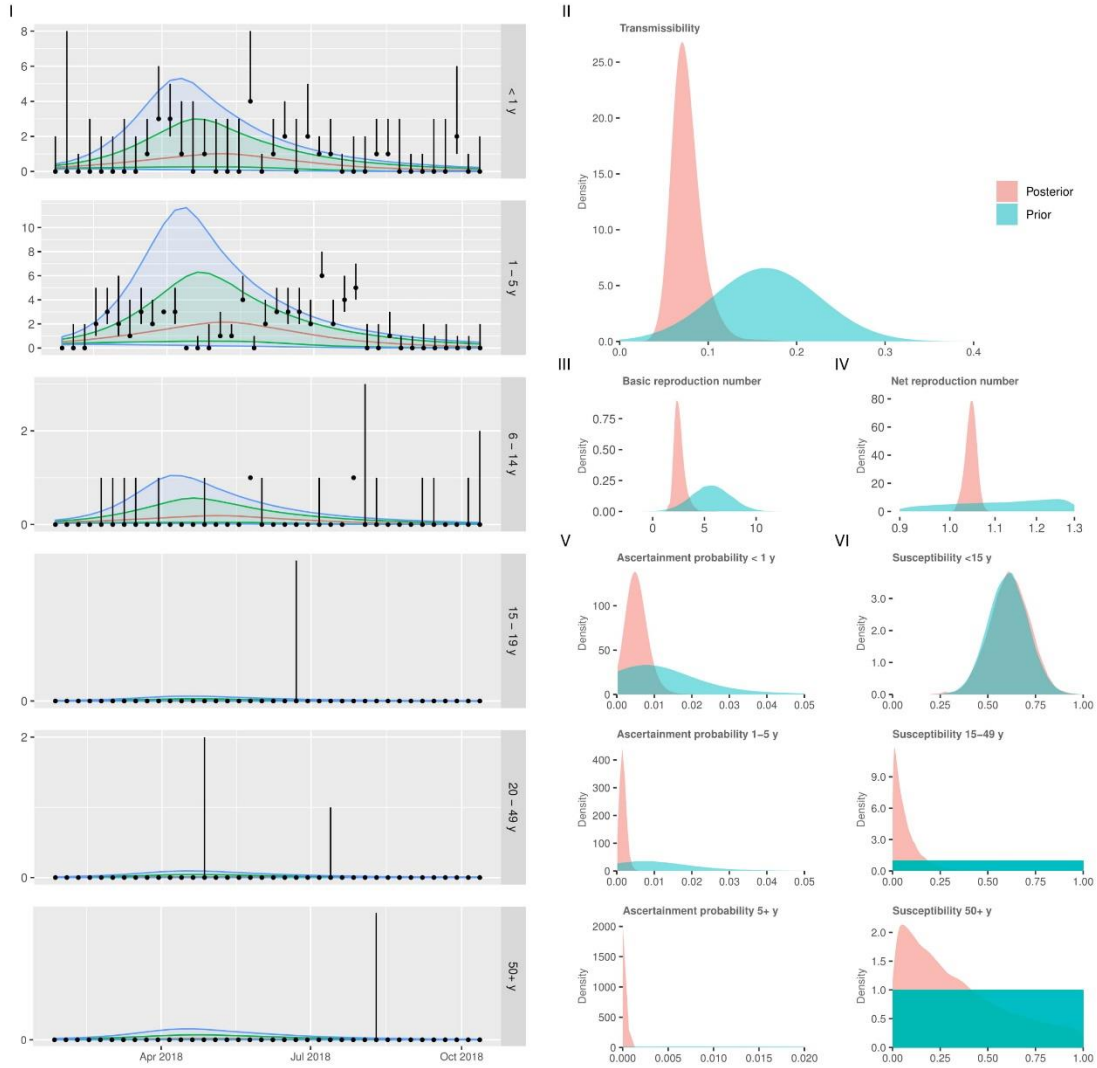 I
8
6
4
2
0
< 1 y
10
8
6
4
2
0
1 – 5 y
2
0
6 – 14 y
0
15 – 19 y
2
0
20 – 49 y
0
50+ y
Apr 2018 Jul 2018 Oct 2018
II
Transmissibility
25.0
20.0
15.0
10.0
5.0
0.0
Density
0.0 0.1 0.2 0.3 0.4
Posterior
Prior
III
Basic reproduction number
0.75
0.50
0.25
0.00
Density
0 5 10
IV
Net reproduction number
80
60
40
20
0
Density
0.9 1.0 1.1 1.2 1.3
V
Ascertainment probability < 1 y
100
50
0
Density
0.00 0.01 0.02 0.03 0.04 0.05
VI
Susceptibility <15 y
3.0
2.0
1.0
0.0
Density
0.00 0.25 0.50 0.75 1.00
Ascertainment probability 1–5 y
400
300
200
100
0
Density
0.00 0.01 0.02 0.03 0.04 0.05
Susceptibility 15–49 y
9.0
6.0
3.0
0.0
Density
0.00 0.25 0.50 0.75 1.00
Ascertainment probability 5+ y
2000
1500
1000
500
0
Density
0.000 0.005 0.010 0.015 0.020
Susceptibility 50+ y
2.0
1.5
1.0
0.5
0.0
Density
0.00 0.25 0.50 0.75 1.00